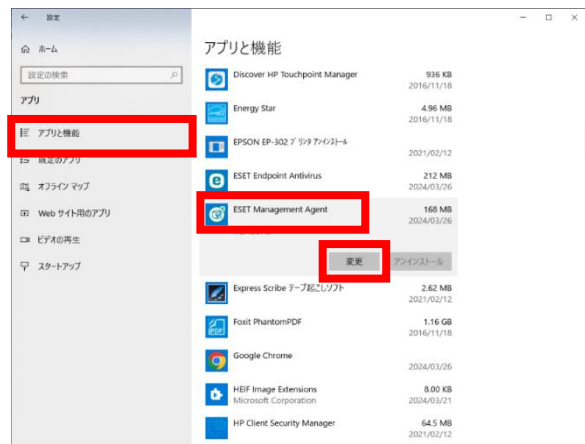 ← 設定
ホーム
設定の検索
アプリ
アプリと機能
既定のアプリ
オフライン マップ
Web サイト用のアプリ
ビデオの再生
スタートアップ
アプリと機能
Discover HP Touchpoint Manager 936 KB
2016/11/18
Energy Star 4.96 MB
2016/11/18
EPSON EP-302 プリンタ アンインストール
2021/02/12
ESET Endpoint Antivirus 212 MB
2024/03/26
ESET Management Agent 168 MB
2024/03/26
変更 アンインストール
Express Scribe テープ起こしソフト 2.62 MB
2021/02/12
Foxit PhantomPDF 1.16 GB
2016/11/18
Google Chrome
2024/03/26
HEIF Image Extensions 8.00 KB
Microsoft Corporation 2024/03/21
HP Client Security Manager 64.5 MB
2021/02/12